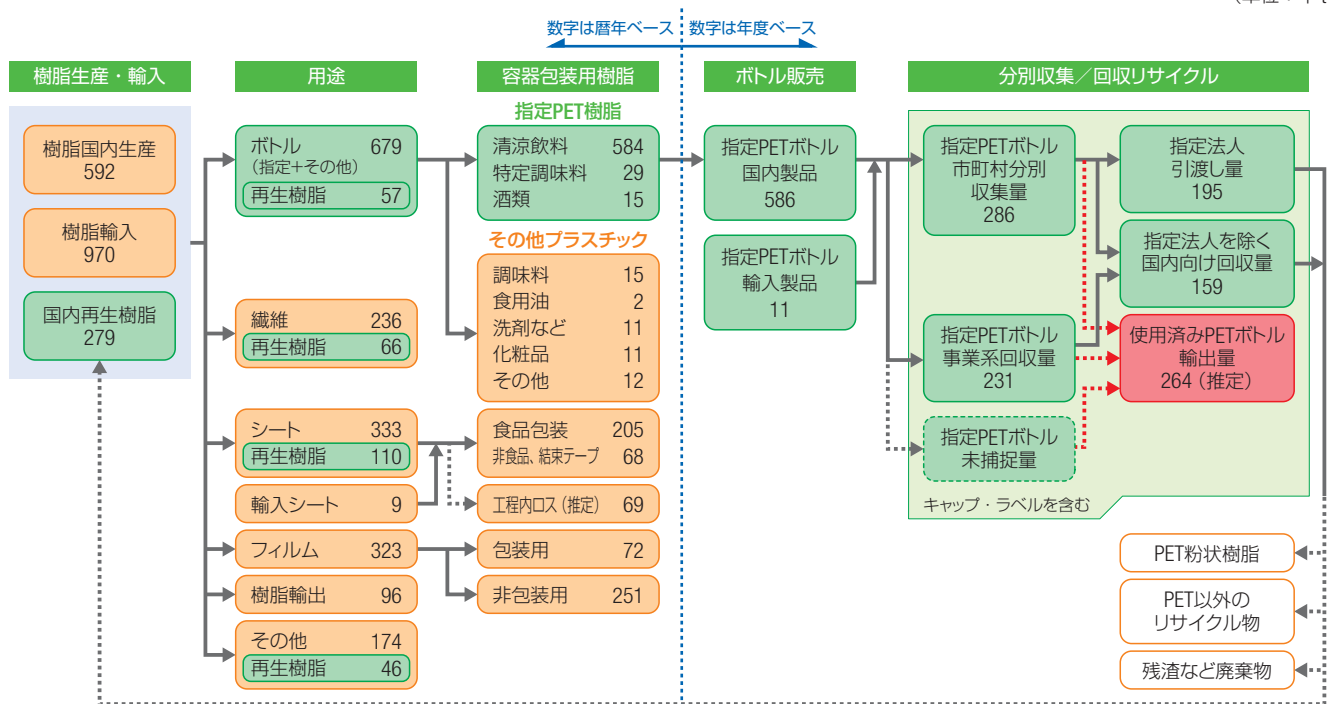 数字は暦年ベース
数字は年度ベース
樹脂生産・輸入
用途
容器包装用樹脂
ボトル販売
分別収集/回収リサイクル
樹脂国内生産
592
樹脂輸入
970
国内再生樹脂
279
ボトル 679
(指定+その他)
再生樹脂 57
繊維 236
再生樹脂 66
シート 333
再生樹脂 110
輸入シート 9
フィルム 323
樹脂輸出 96
その他 174
再生樹脂 46
指定PET樹脂
清涼飲料 584
特定調味料 29
酒類 15
その他プラスチック
調味料 15
食用油 2
洗剤など 11
化粧品 11
その他 12
食品包装 205
非食品、結束テープ 68
工程内ロス(推定) 69
包装用 72
非包装用 251
指定PETボトル
国内製品
586
指定PETボトル
輸入製品
11
指定PETボトル
市町村分別
収集量
286
指定PETボトル
事業系回収量
231
指定PETボトル
未捕捉量
キャップ・ラベルを含む
指定法人
引渡し量
195
指定法人を除く
国内向け回収量
159
使用済みPETボトル
輸出量
264(推定)
PET粉状樹脂
PET以外の
リサイクル物
残渣など廃棄物